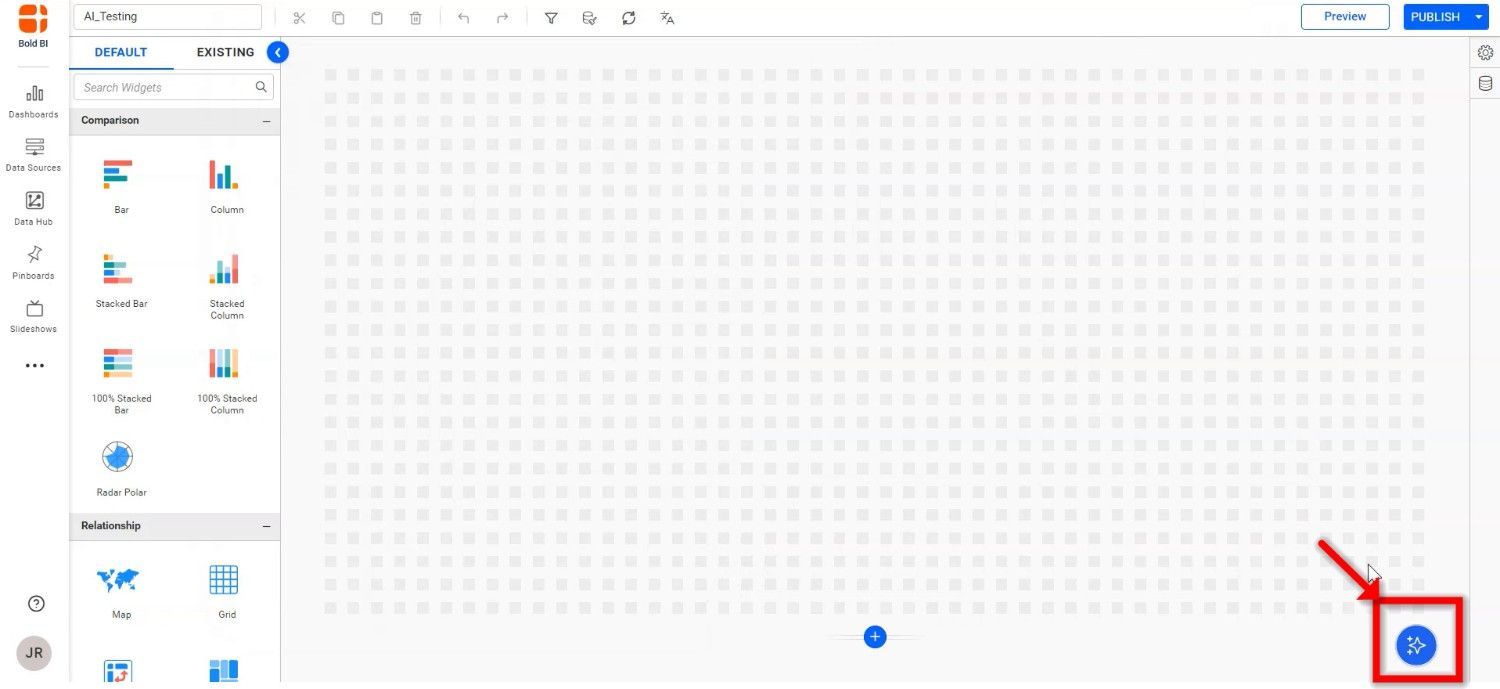 Bold BI
AI_Testing
Preview
PUBLISH
DEFAULT
EXISTING
Search Widgets
Dashboards
Data Sources
Data Hub
Pinboards
Slideshows
JR
Comparison
Bar
Column
Stacked Bar
Stacked
Column
100% Stacked
Bar
100% Stacked
Column
Radar Polar
Relationship
Map
Grid